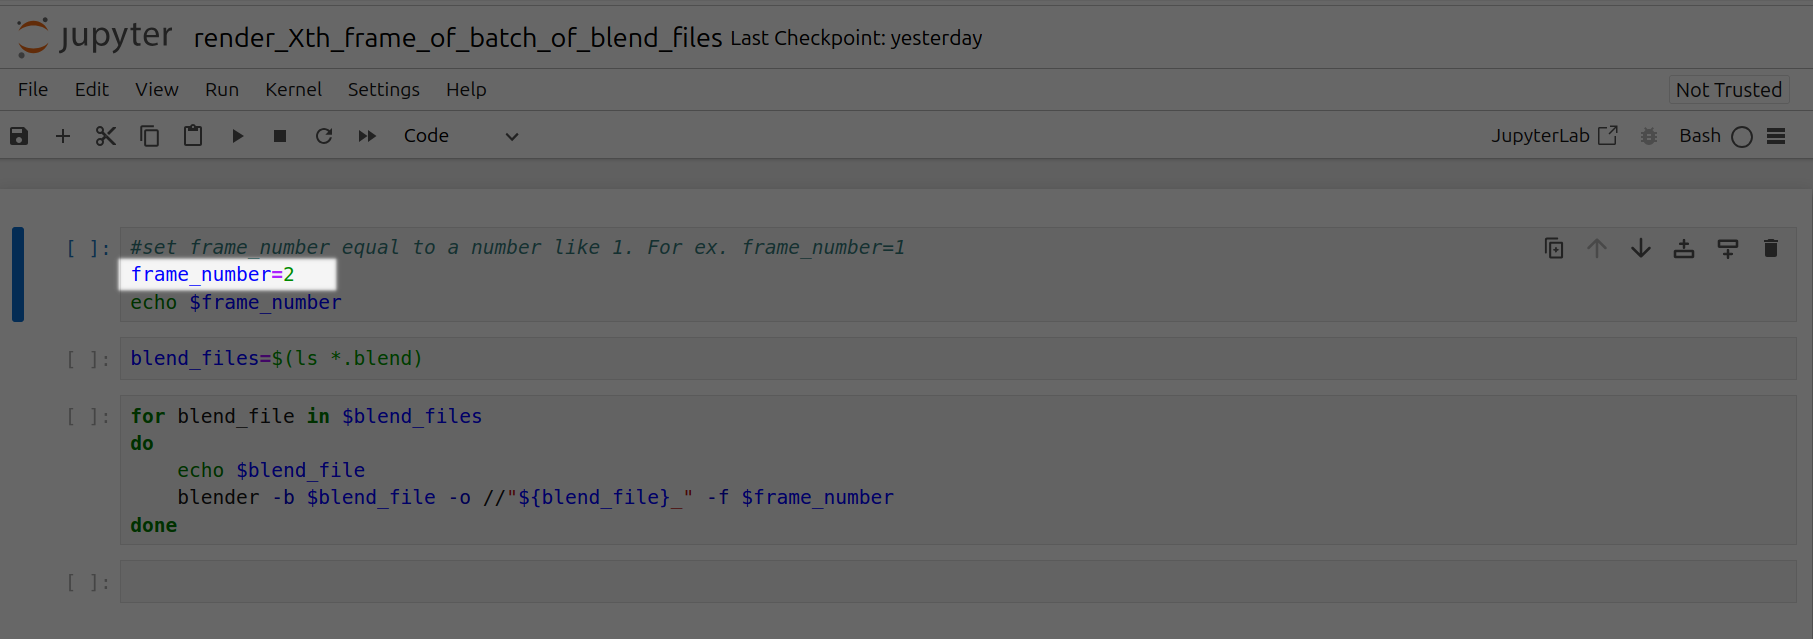 jupyter render_Xth_frame_of_batch_of_blend_files Last Checkpoint: yesterday
File Edit View Run Kernel Settings Help Not Trusted
Code JupyterLab Bash
[ ]: #set frame_number equal to a number like 1. For ex. frame_number=1
frame_number=2
echo $frame_number
[ ]: blend_files=$(ls *.blend)
[ ]: for blend_file in $blend_files
do
    echo $blend_file
    blender -b $blend_file -o //"${blend_file}_" -f $frame_number
done
[ ]: